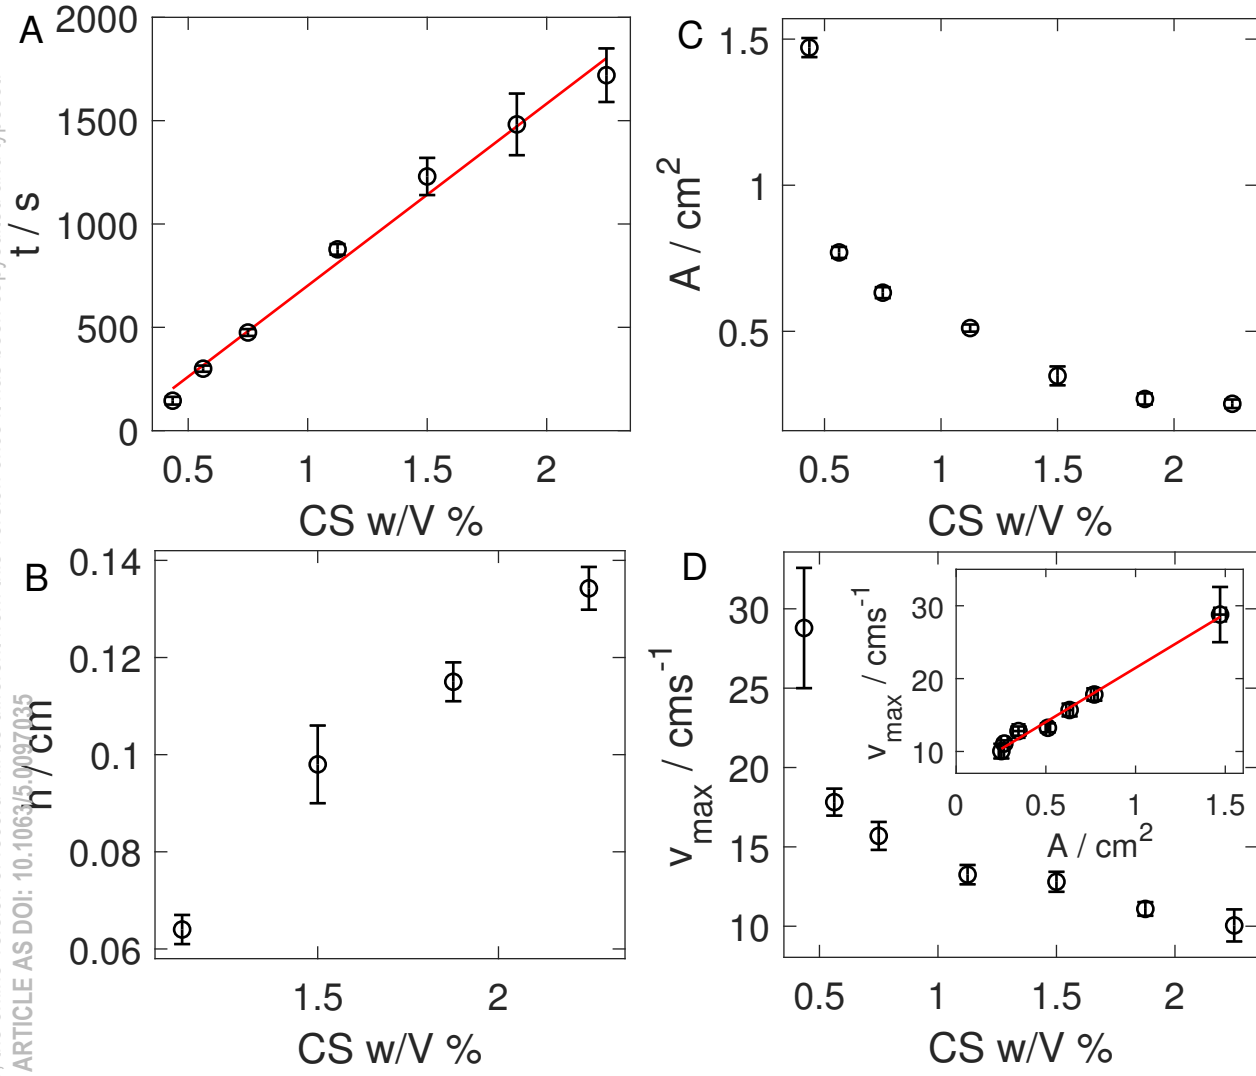 A
2000
1500
1000
500
0
t / s
0.5 1 1.5 2
CS w/V %
C
1.5
1
0.5
A / cm2
0.5 1 1.5 2
CS w/V %
B
0.14
0.12
0.1
0.08
0.06
h / cm
1.5 2
CS w/V %
D
30
25
20
15
10
vmax / cms-1
0.5 1 1.5 2
CS w/V %
30
20
10
vmax / cms-1
0 0.5 1 1.5
A / cm2
ARTICLE AS DOI: 10.1063/5.0097035